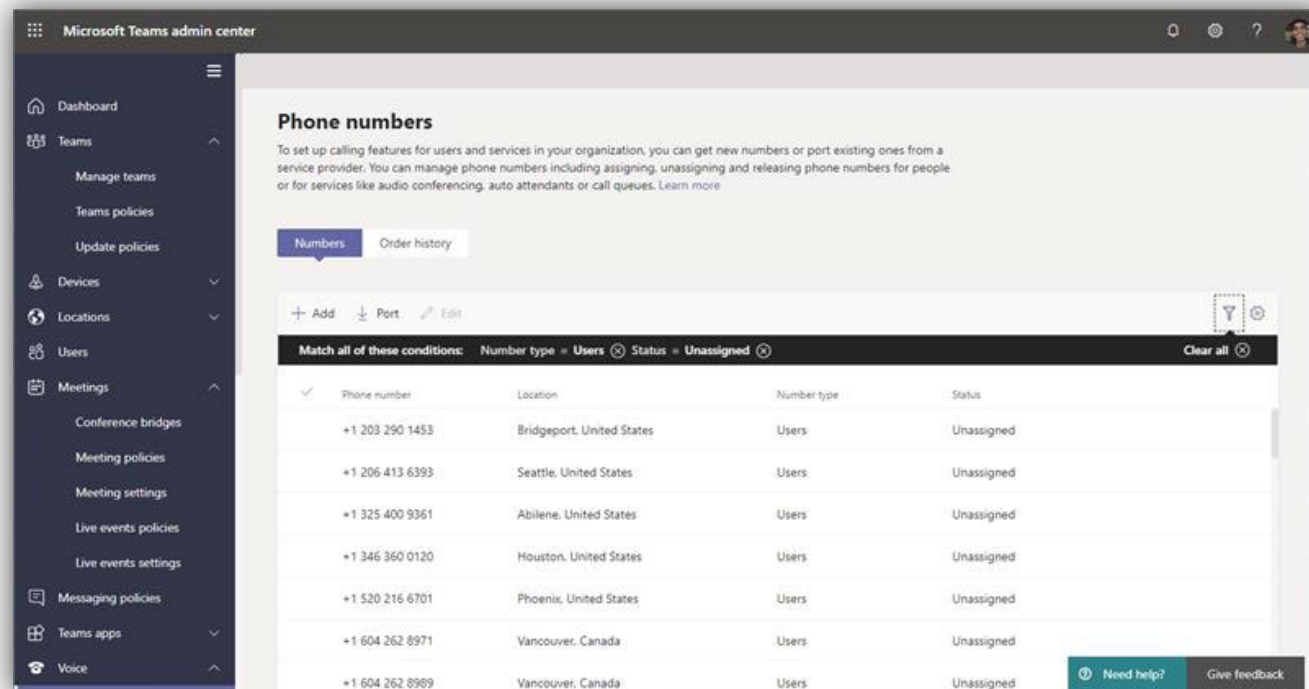 Microsoft Teams admin center
?
Dashboard
Teams
Manage teams
Teams policies
Update policies
Devices
Locations
Users
Meetings
Conference bridges
Meeting policies
Meeting settings
Live events policies
Live events settings
Messaging policies
Teams apps
Voice
Phone numbers
To set up calling features for users and services in your organization, you can get new numbers or port existing ones from a
service provider. You can manage phone numbers including assigning, unassigning and releasing phone numbers for people
or for services like audio conferencing, auto attendants or call queues. Learn more
Numbers Order history
+ Add Port Edit
Match all of these conditions: Number type = Users Status = Unassigned Clear all
Phone number Location Number type Status
+1 203 290 1453 Bridgeport, United States Users Unassigned
+1 206 413 6393 Seattle, United States Users Unassigned
+1 325 400 9361 Abilene, United States Users Unassigned
+1 346 360 0120 Houston, United States Users Unassigned
+1 520 216 6701 Phoenix, United States Users Unassigned
+1 604 262 8971 Vancouver, Canada Users Unassigned
+1 604 262 8989 Vancouver, Canada Users Unassigned
Need help? Give feedback